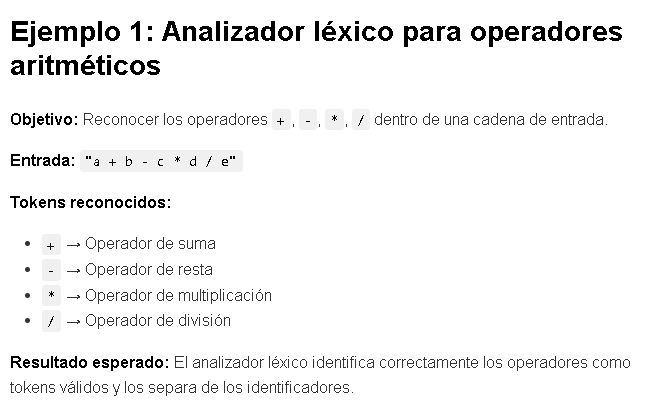 Ejemplo 1: Analizador léxico para operadores
aritméticos
Objetivo: Reconocer los operadores + , - , * , / dentro de una cadena de entrada.
Entrada: "a + b - c * d / e"
Tokens reconocidos:
• + → Operador de suma
• - → Operador de resta
• * → Operador de multiplicación
• / → Operador de división
Resultado esperado: El analizador léxico identifica correctamente los operadores como
tokens válidos y los separa de los identificadores.